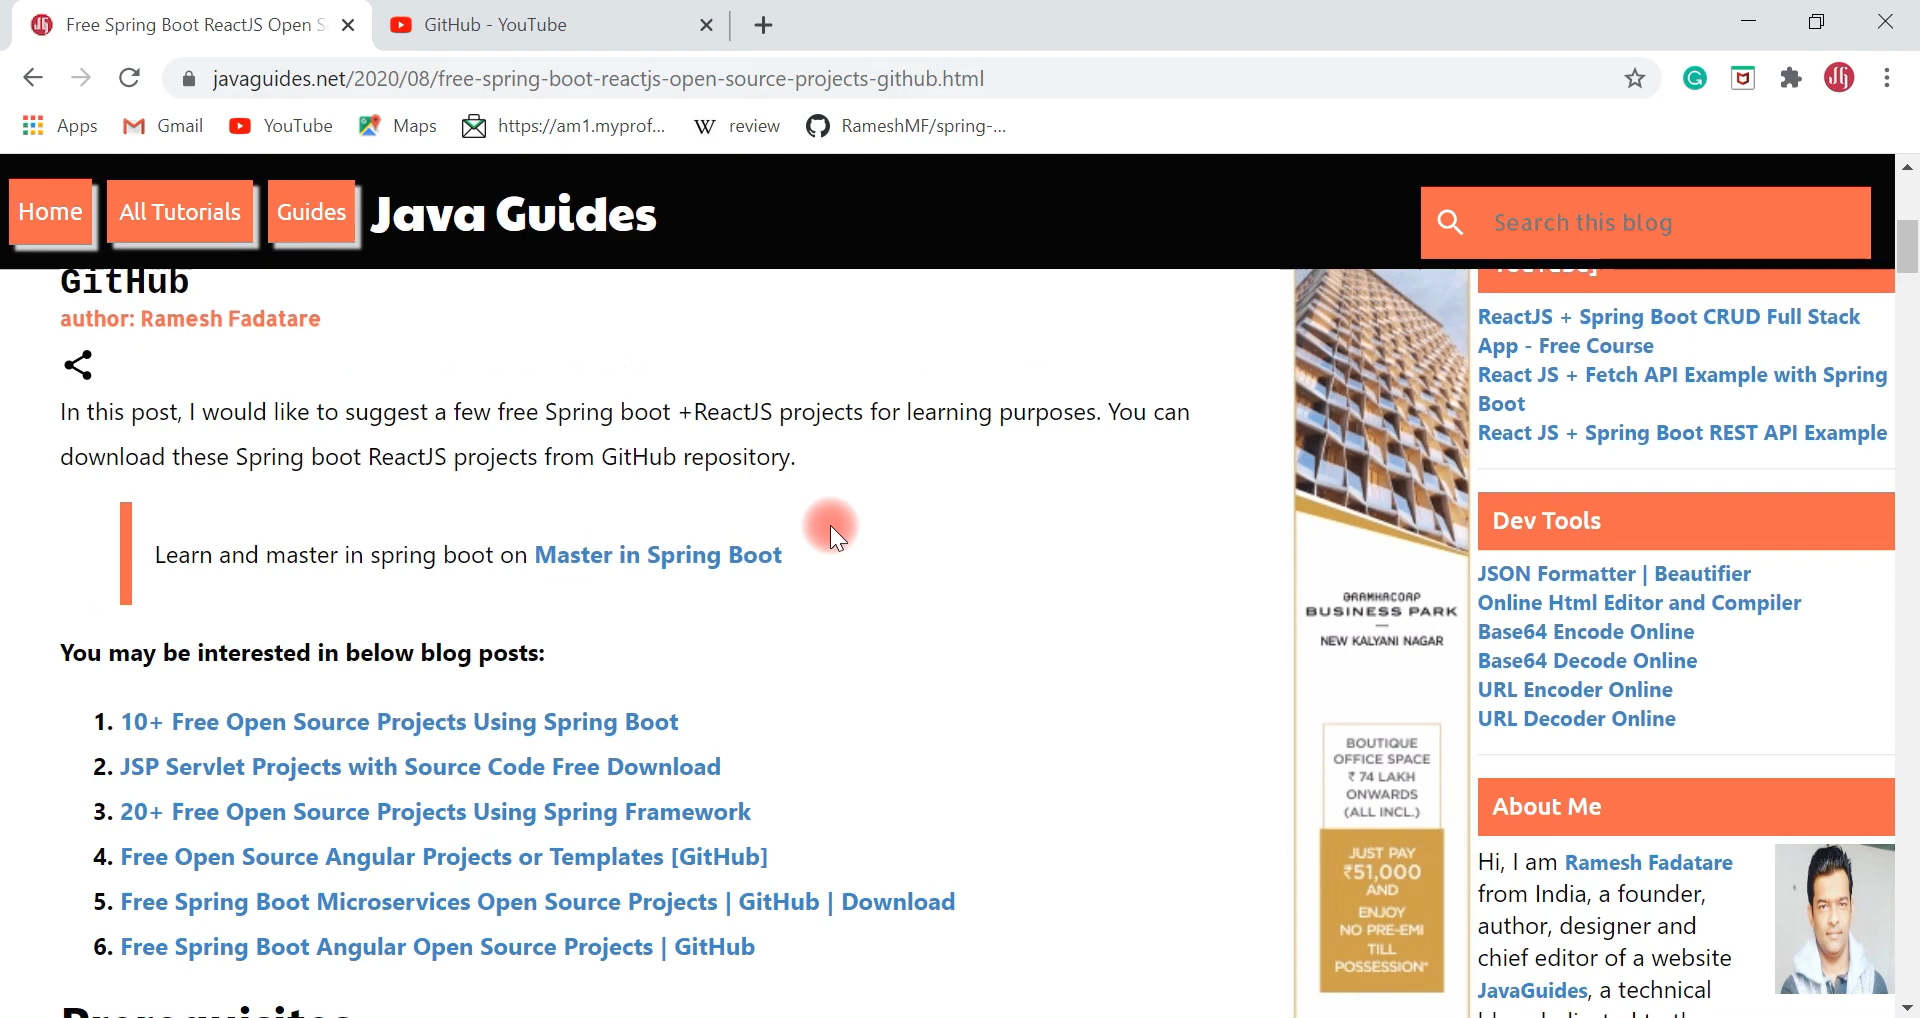 Free Spring Boot ReactJS Open S
GitHub - YouTube
javaguides.net/2020/08/free-spring-boot-reactjs-open-source-projects-github.html
Apps
Gmail
YouTube
Maps
https://am1.myprof...
W review
RameshMF/spring-...
Home
All Tutorials
Guides
Java Guides
Search this blog
GitHub
author: Ramesh Fadatare
In this post, I would like to suggest a few free Spring boot +ReactJS projects for learning purposes. You can
download these Spring boot ReactJS projects from GitHub repository.
Learn and master in spring boot on Master in Spring Boot
You may be interested in below blog posts:
1. 10+ Free Open Source Projects Using Spring Boot
2. JSP Servlet Projects with Source Code Free Download
3. 20+ Free Open Source Projects Using Spring Framework
4. Free Open Source Angular Projects or Templates [GitHub]
5. Free Spring Boot Microservices Open Source Projects | GitHub | Download
6. Free Spring Boot Angular Open Source Projects | GitHub
Prerequisites
BRAMHACORP
BUSINESS PARK
NEW KALYANI NAGAR
BOUTIQUE
OFFICE SPACE
₹ 74 LAKH
ONWARDS
(ALL INCL.)
JUST PAY
₹51,000
AND
ENJOY
NO PRE-EMI
TILL
POSSESSION*
ReactJS + Spring Boot CRUD Full Stack
App - Free Course
React JS + Fetch API Example with Spring
Boot
React JS + Spring Boot REST API Example
Dev Tools
JSON Formatter | Beautifier
Online Html Editor and Compiler
Base64 Encode Online
Base64 Decode Online
URL Encoder Online
URL Decoder Online
About Me
Hi, I am Ramesh Fadatare
from India, a founder,
author, designer and
chief editor of a website
JavaGuides, a technical